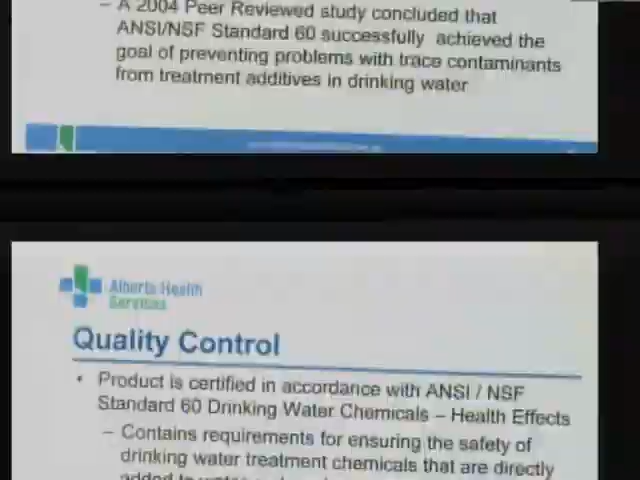 – A 2004 Peer Reviewed study concluded that
ANSI/NSF Standard 60 successfully achieved the
goal of preventing problems with trace contaminants
from treatment additives in drinking water
Alberta Health
Services
Quality Control
• Product is certified in accordance with ANSI / NSF
Standard 60 Drinking Water Chemicals – Health Effects
– Contains requirements for ensuring the safety of
drinking water treatment chemicals that are directly
added to water